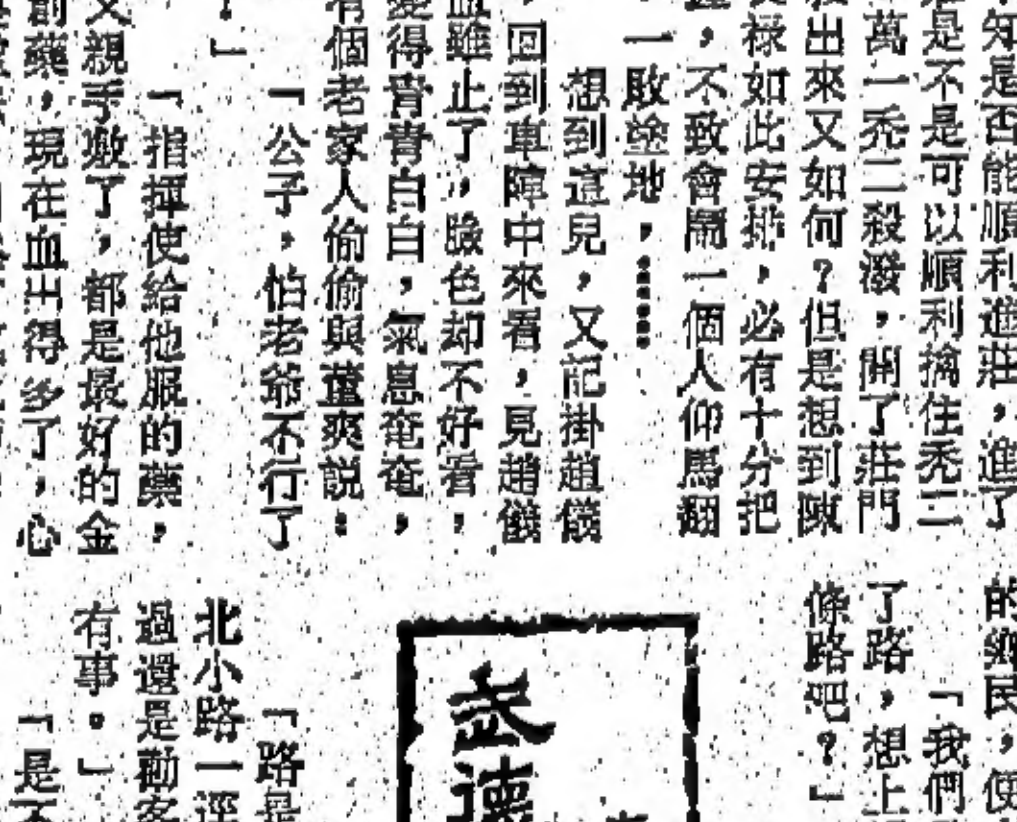 知是否能順利進莊，進了
是不是可以順利擒住禿二
萬一禿二殺潑，開了莊門
出來又如何？但是想到陳
祿如此安排，必有十分把
，不致會鬧一個人仰馬翻
一敗塗地，……
想到這兒，又記掛趙儀
，回到車障中來看，見趙儀
血雖止了，臉色却不好看，
變得青青白白，氣息奄奄，
有個老家人偷偷與董爽說：
「公子，怕老爺不行了
」
「指揮使給他服的藥，
又親手敷了，都是最好的金
創藥，現在血出得多了，心
的鄉民，使
「我們
了路，想上
條路吧？」
武德
「路是
北小路一逕
過還是勸客
有事。」
「是不